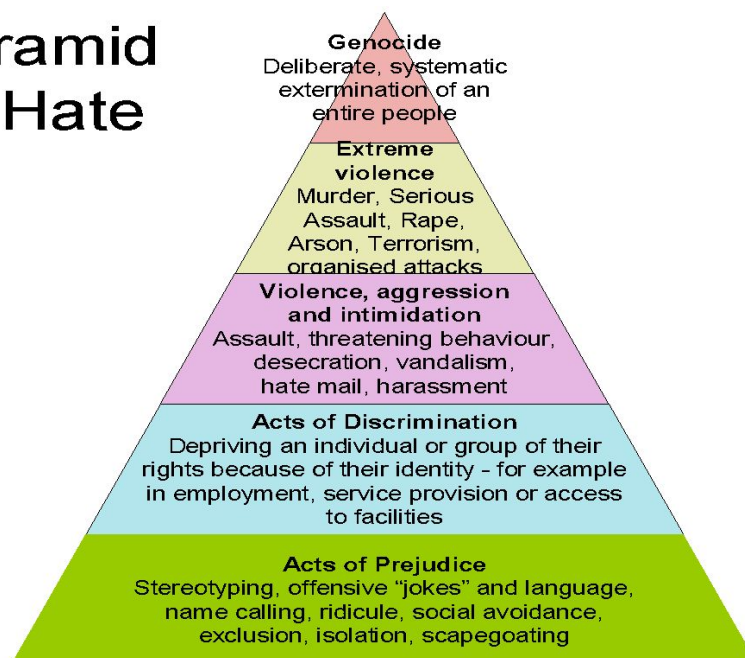 ramid
Hate
Genocide
Deliberate, systematic
extermination of an
entire people
Extreme
violence
Murder, Serious
Assault, Rape,
Arson, Terrorism,
organised attacks
Violence, aggression
and intimidation
Assault, threatening behaviour,
desecration, vandalism,
hate mail, harassment
Acts of Discrimination
Depriving an individual or group of their
rights because of their identity - for example
in employment, service provision or access
to facilities
Acts of Prejudice
Stereotyping, offensive “jokes” and language,
name calling, ridicule, social avoidance,
exclusion, isolation, scapegoating